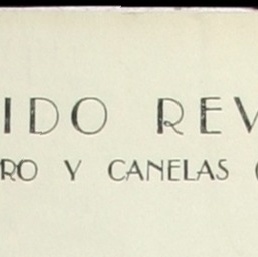 IDO REV
RO Y CANELAS (